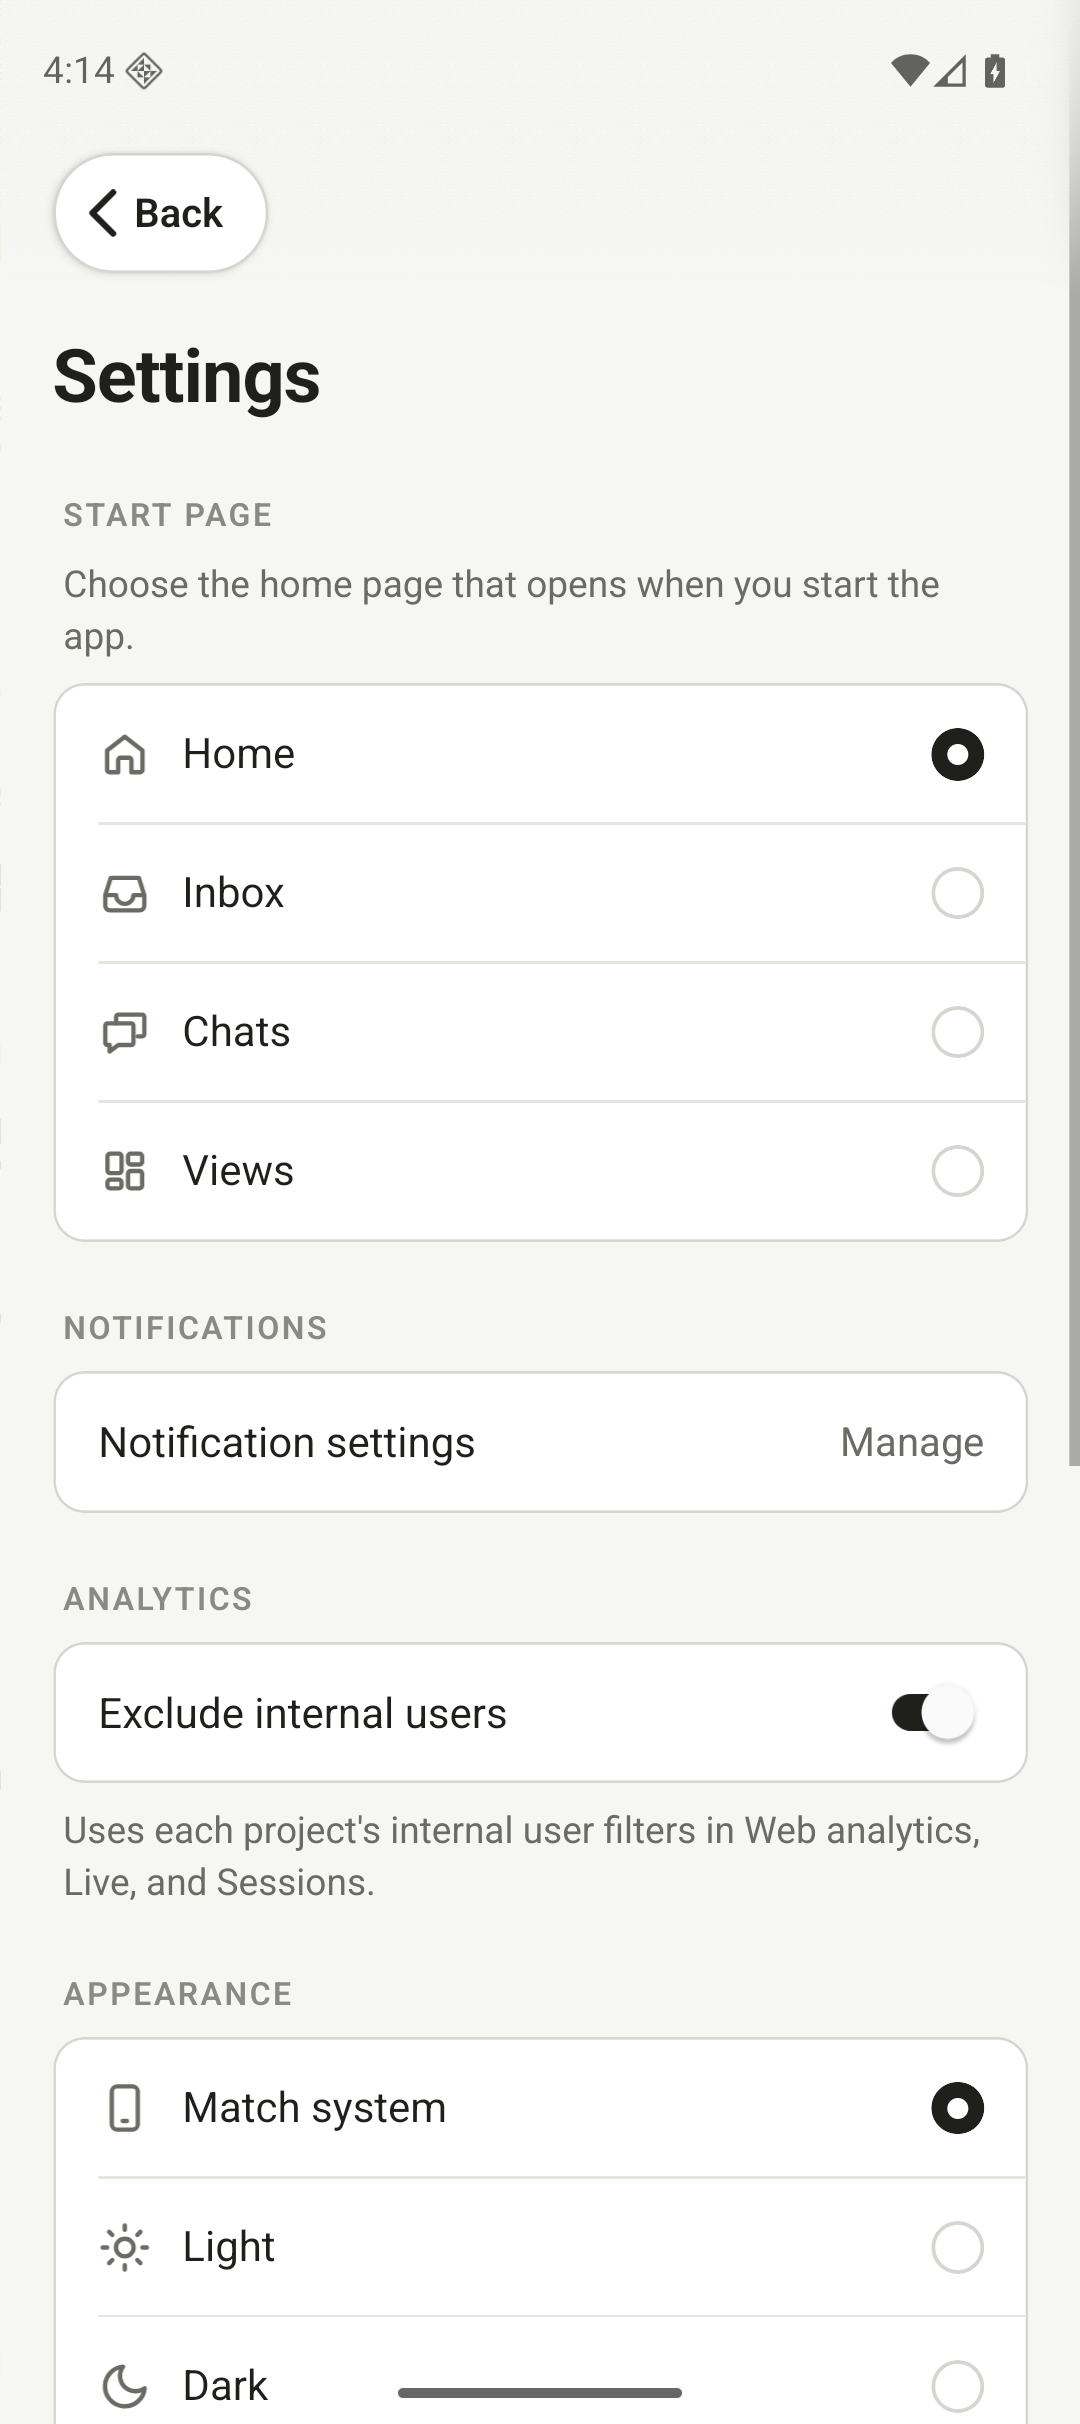 4:14
Back
Settings
START PAGE
Choose the home page that opens when you start the
app.
Home
Inbox
Chats
Views
NOTIFICATIONS
Notification settings Manage
ANALYTICS
Exclude internal users
Uses each project's internal user filters in Web analytics,
Live, and Sessions.
APPEARANCE
Match system
Light
Dark